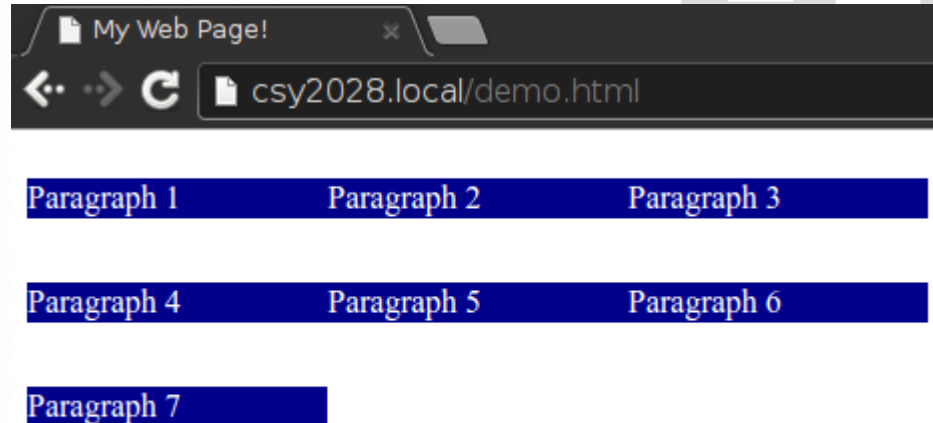 My Web Page!
csy2028.local/demo.html
Paragraph 1 Paragraph 2 Paragraph 3
Paragraph 4 Paragraph 5 Paragraph 6
Paragraph 7